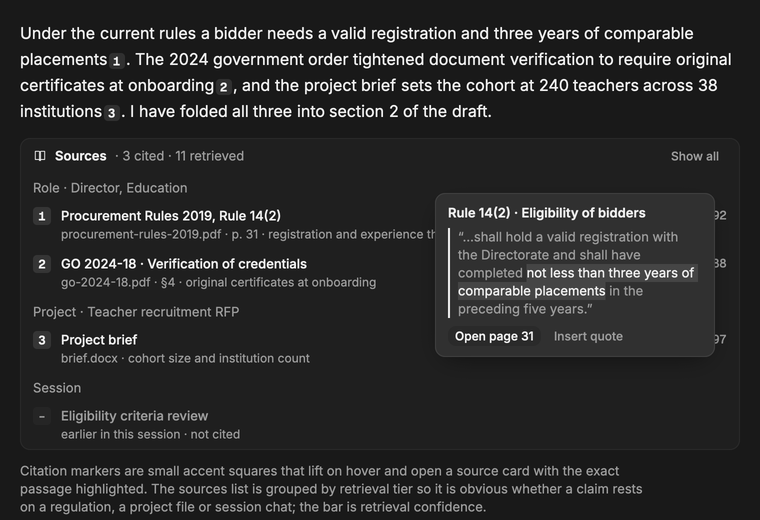 Under the current rules a bidder needs a valid registration and three years of comparable
placements 1. The 2024 government order tightened document verification to require original
certificates at onboarding 2, and the project brief sets the cohort at 240 teachers across 38
institutions 3. I have folded all three into section 2 of the draft.
Sources · 3 cited · 11 retrieved Show all
Role · Director, Education
1 Procurement Rules 2019, Rule 14(2)
procurement-rules-2019.pdf · p. 31 · registration and experience
92
2 GO 2024-18 · Verification of credentials
go-2024-18.pdf · §4 · original certificates at onboarding
Project · Teacher recruitment RFP
3 Project brief
brief.docx · cohort size and institution count
97
Session
– Eligibility criteria review
earlier in this session · not cited
Rule 14(2) · Eligibility of bidders
“…shall hold a valid registration with
the Directorate and shall have
completed not less than three years of
comparable placements in the
preceding five years.”
Open page 31 Insert quote
Citation markers are small accent squares that lift on hover and open a source card with the exact
passage highlighted. The sources list is grouped by retrieval tier so it is obvious whether a claim rests
on a regulation, a project file or session chat; the bar is retrieval confidence.